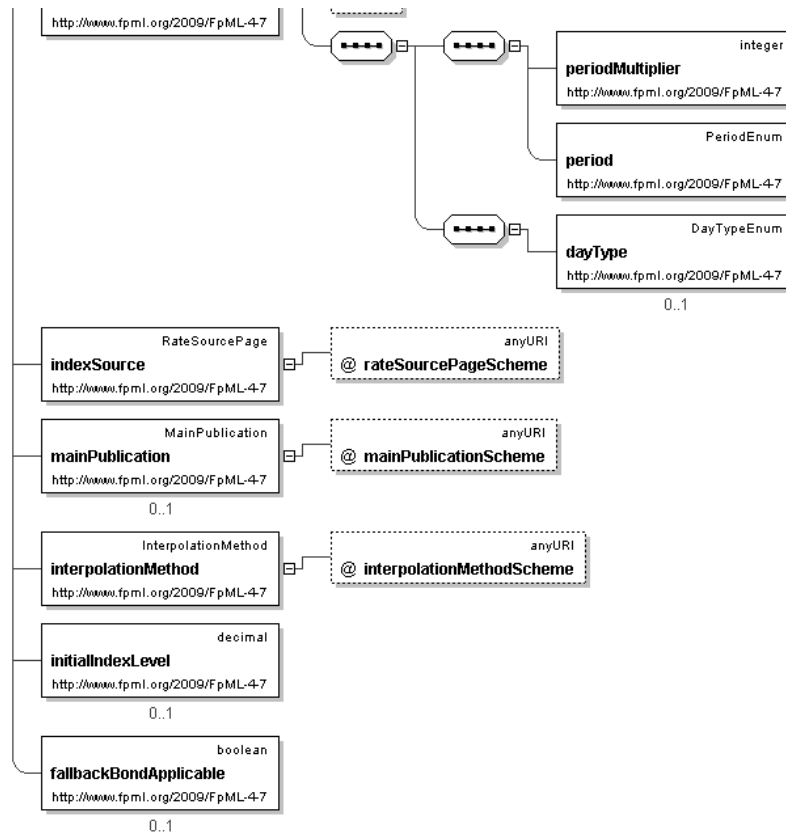 http://www.fpml.org/2009/FpML-4-7
integer
periodMultiplier
http://www.fpml.org/2009/FpML-4-7
PeriodEnum
period
http://www.fpml.org/2009/FpML-4-7
DayTypeEnum
dayType
http://www.fpml.org/2009/FpML-4-7
0..1
RateSourcePage
indexSource
http://www.fpml.org/2009/FpML-4-7
anyURI
@ rateSourcePageScheme
MainPublication
mainPublication
http://www.fpml.org/2009/FpML-4-7
0..1
anyURI
@ mainPublicationScheme
InterpolationMethod
interpolationMethod
http://www.fpml.org/2009/FpML-4-7
anyURI
@ interpolationMethodScheme
decimal
initialIndexLevel
http://www.fpml.org/2009/FpML-4-7
0..1
boolean
fallbackBondApplicable
http://www.fpml.org/2009/FpML-4-7
0..1